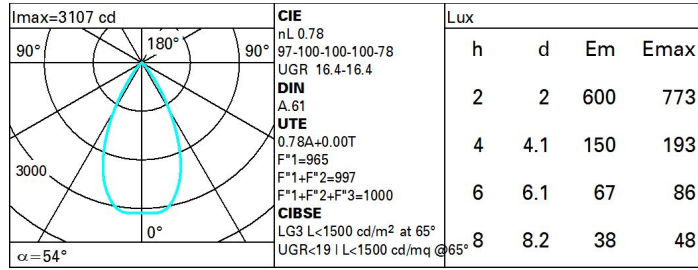 Imax=3107 cd
90°
180°
90°
3000
0°
α=54°
CIE
nL 0.78
97-100-100-100-78
UGR 16.4-16.4
DIN
A.61
UTE
0.78A+0.00T
F"1=965
F"1+F"2=997
F"1+F"2+F"3=1000
CIBSE
LG3 L<1500 cd/m² at 65°
UGR<19 | L<1500 cd/mq @65°
Lux
h d Em Emax
2 2 600 773
4 4.1 150 193
6 6.1 67 86
8 8.2 38 48